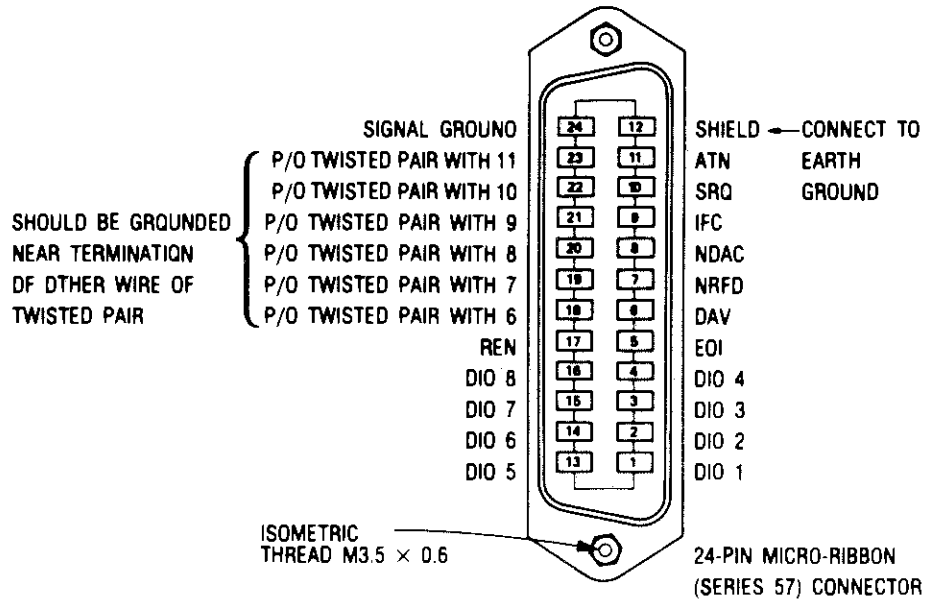 SIGNAL GROUND 24 12 SHIELD ← CONNECT TO
P/O TWISTED PAIR WITH 11 23 11 ATN EARTH
P/O TWISTED PAIR WITH 10 22 10 SRQ GROUND
SHOULD BE GROUNDED P/O TWISTED PAIR WITH 9 21 9 IFC
NEAR TERMINATION P/O TWISTED PAIR WITH 8 20 8 NDAC
OF OTHER WIRE OF P/O TWISTED PAIR WITH 7 19 7 NRFD
TWISTED PAIR P/O TWISTED PAIR WITH 6 18 6 DAV
REN 17 5 EOI
DIO 8 16 4 DIO 4
DIO 7 15 3 DIO 3
DIO 6 14 2 DIO 2
DIO 5 13 1 DIO 1
ISOMETRIC
THREAD M3.5 × 0.6
24-PIN MICRO-RIBBON
(SERIES 57) CONNECTOR